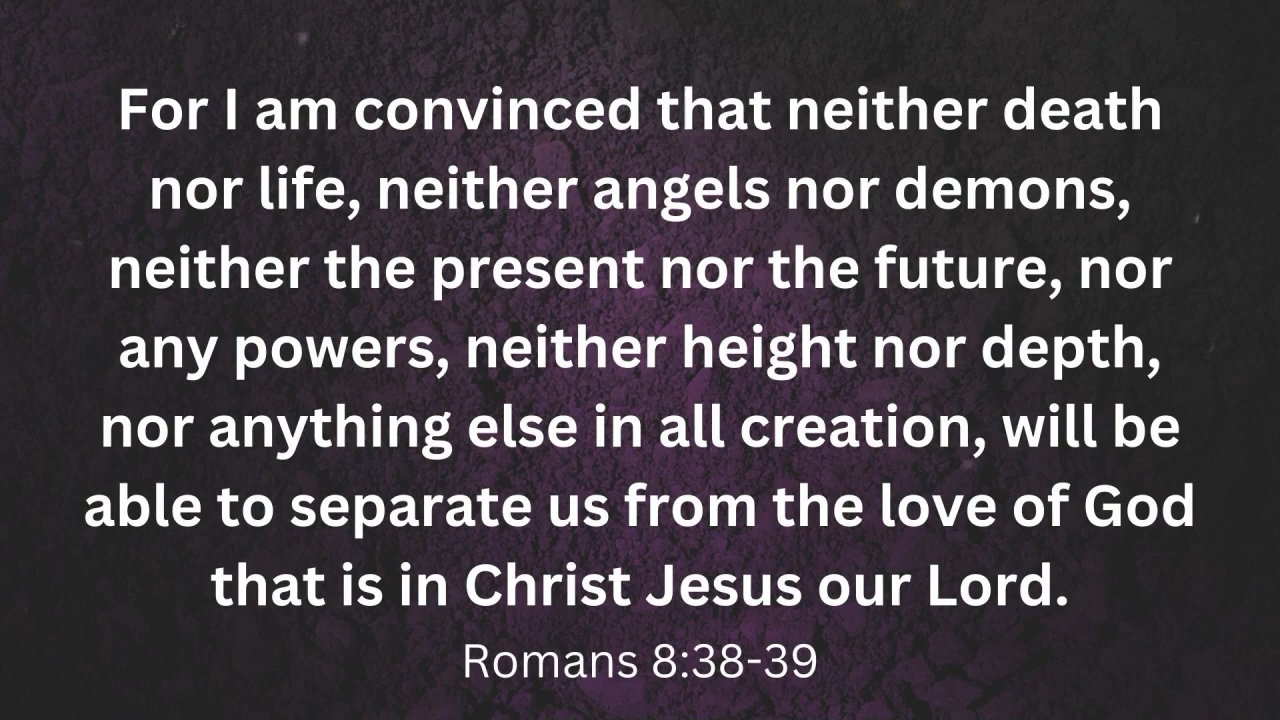 For I am convinced that neither death
nor life, neither angels nor demons,
neither the present nor the future, nor
any powers, neither height nor depth,
nor anything else in all creation, will be
able to separate us from the love of God
that is in Christ Jesus our Lord.
Romans 8:38-39